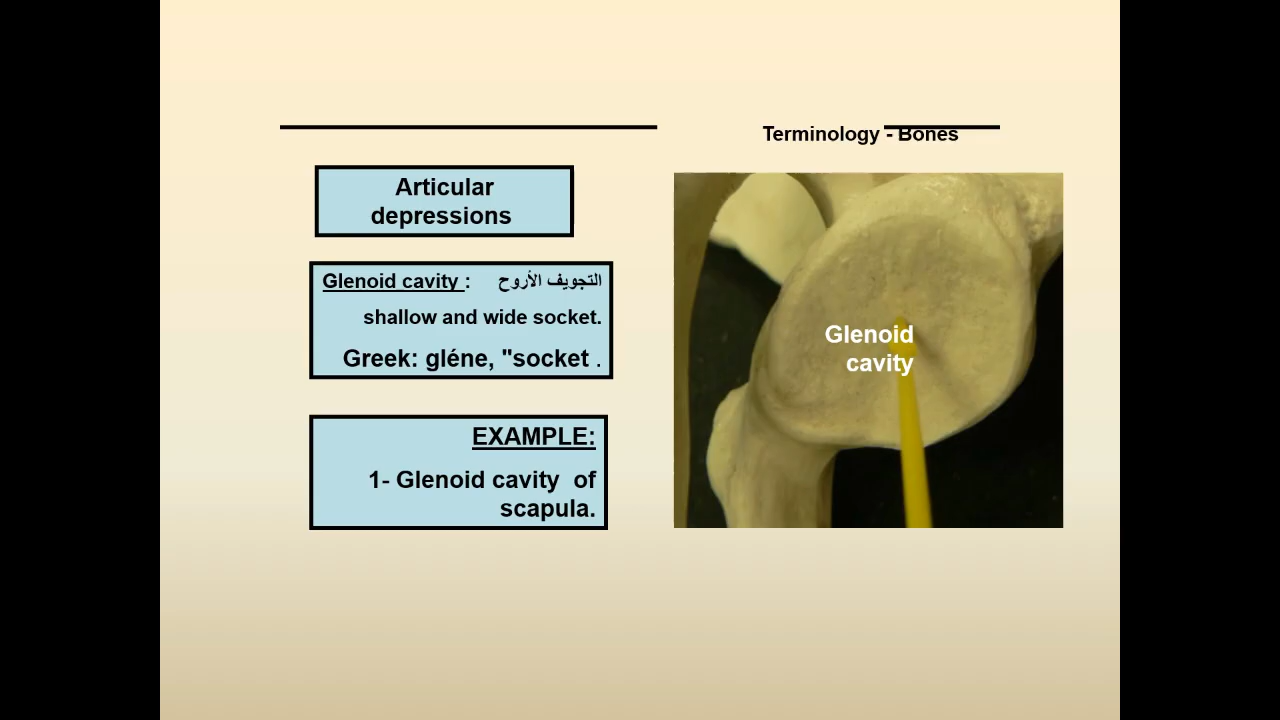 Terminology - Bones
Articular
depressions
Glenoid cavity : التجويف الأروح
shallow and wide socket.
Greek: gléne, "socket .
EXAMPLE:
1- Glenoid cavity of
scapula.
Glenoid
cavity